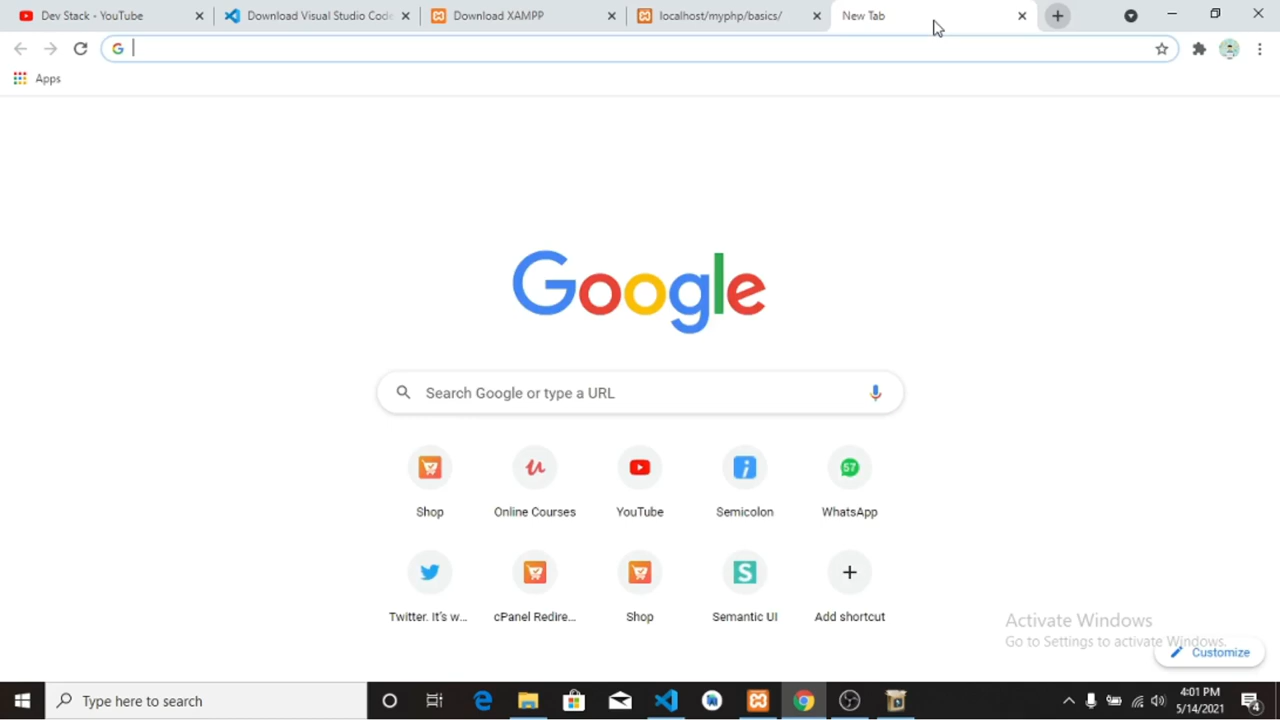 Dev Stack - YouTube
Download Visual Studio Code
Download XAMPP
localhost/myphp/basics/
New Tab
Apps
Google
Search Google or type a URL
Shop
Online Courses
YouTube
Semicolon
57
WhatsApp
Twitter. It's w...
cPanel Redire...
Shop
Semantic UI
Add shortcut
Activate Windows
Go to Settings to activate Windows.
Customize
Type here to search
4:01 PM
5/14/2021
4